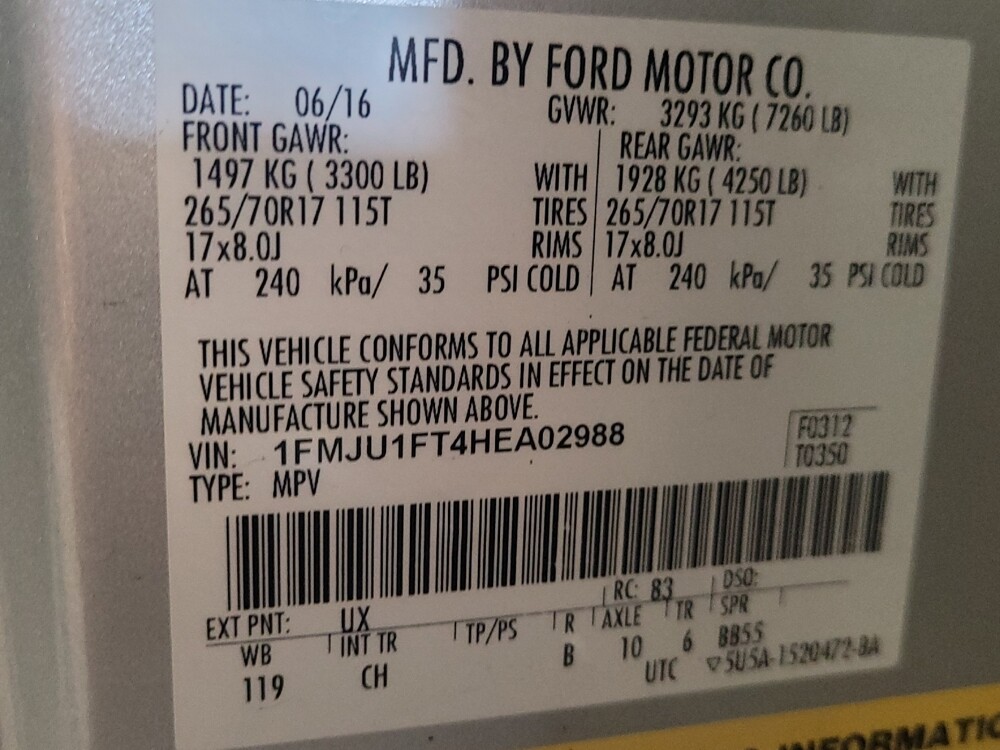 MFD. BY FORD MOTOR CO.
DATE: 06/16 GVWR: 3293 KG ( 7260 LB)
FRONT GAWR: REAR GAWR:
1497 KG ( 3300 LB) WITH 1928 KG ( 4250 LB) WITH
265/70R17 115T TIRES 265/70R17 115T TIRES
17x8.0J RIMS 17x8.0J RIMS
AT 240 kPa/ 35 PSI COLD AT 240 kPa/ 35 PSI COLD
THIS VEHICLE CONFORMS TO ALL APPLICABLE FEDERAL MOTOR
VEHICLE SAFETY STANDARDS IN EFFECT ON THE DATE OF
MANUFACTURE SHOWN ABOVE.
VIN: 1FMJU1FT4HEA02988 F0312
TYPE: MPV T0350
EXT PNT: UX RC: 83 DSO:
WB INT TR TP/PS R AXLE TR SPR
119 CH B 10 6 BB55
UTC ▽5U5A-1520472-BA
INFORMATIO